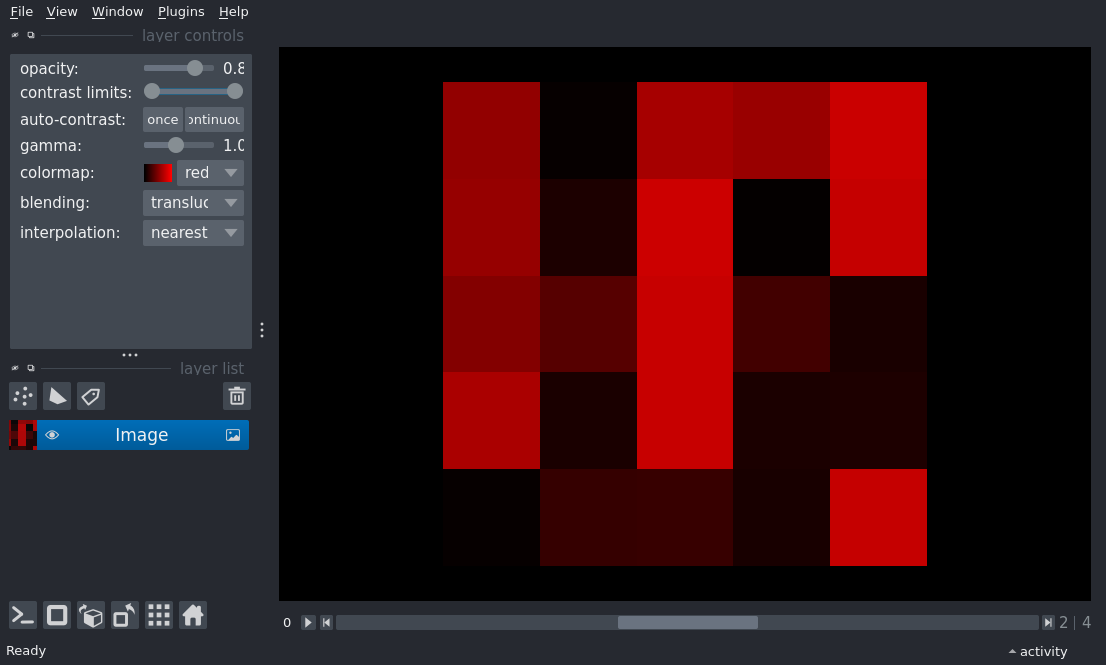 File View Window Plugins Help
layer controls
opacity: 0.8
contrast limits:
auto-contrast: once ontinuou
gamma: 1.0
colormap: red
blending: transluc
interpolation: nearest
layer list
Image
0 2 | 4
Ready activity